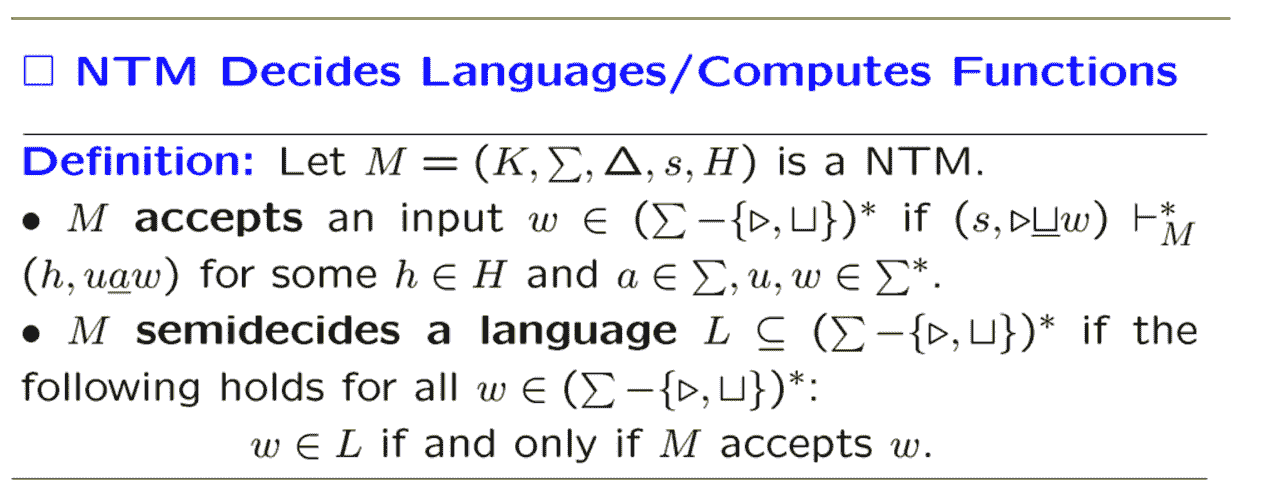 □ NTM Decides Languages/Computes Functions
Definition: Let M = (K, Σ, Δ, s, H) is a NTM.
• M accepts an input w ∈ (Σ −{▷, ⊔})* if (s, ▷⊔̲w) ⊢*_M
(h, ua̲w) for some h ∈ H and a ∈ Σ, u, w ∈ Σ*.
• M semidecides a language L ⊆ (Σ −{▷, ⊔})* if the
following holds for all w ∈ (Σ −{▷, ⊔})*:
w ∈ L if and only if M accepts w.